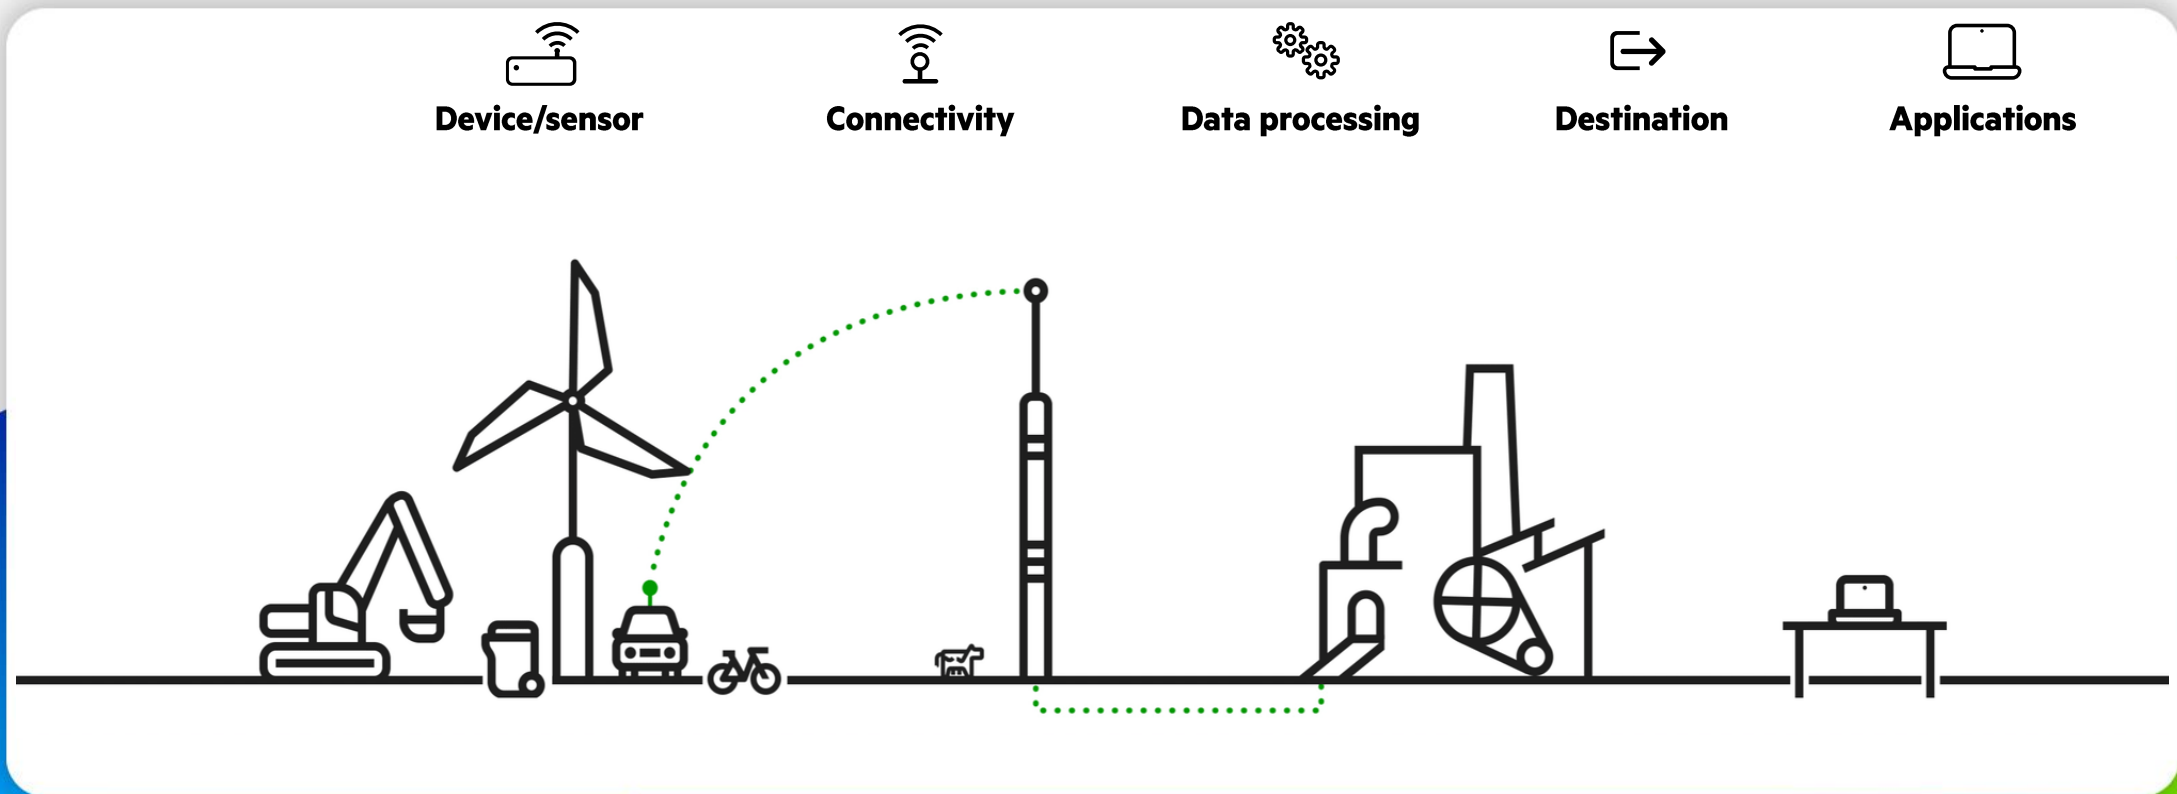 Device/sensor
Connectivity
Data processing
Destination
Applications